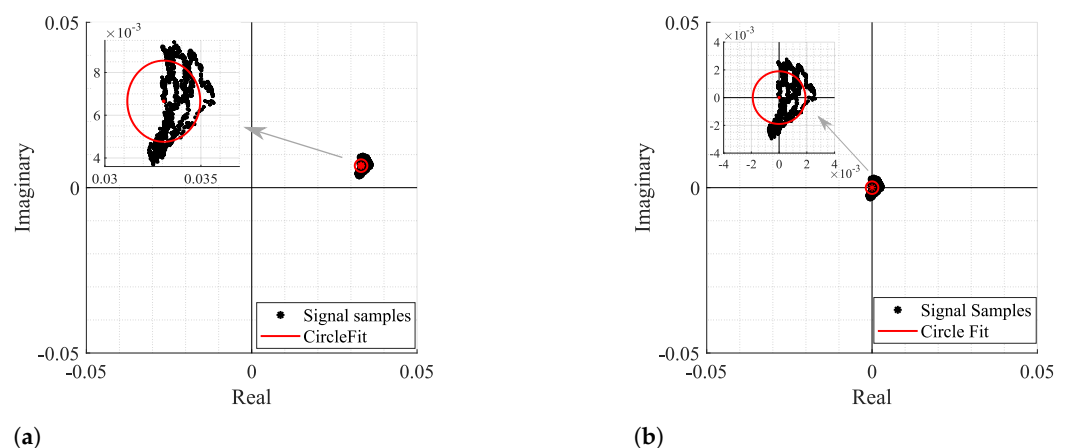 0.05
× 10⁻³
8
6
4
0.03 0.035
Imaginary
0
-0.05
-0.05 0 0.05
Real
Signal samples
CircleFit
(a)
0.05
× 10⁻³
4
2
0
-2
-4
-4 -2 0 2 4
×10⁻³
Imaginary
0
-0.05
-0.05 0 0.05
Real
Signal Samples
Circle Fit
(b)